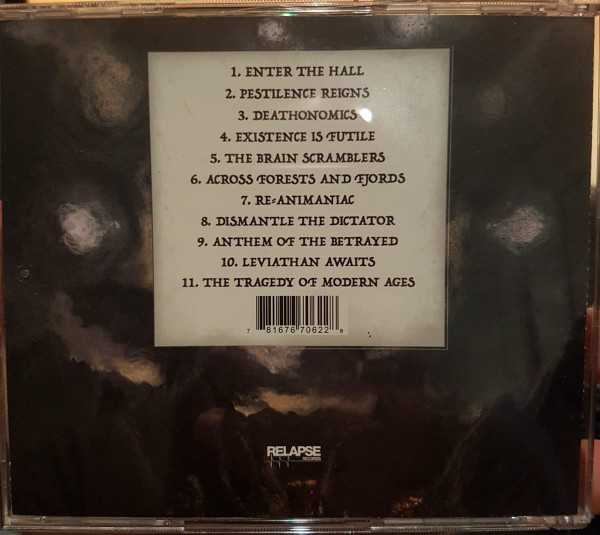 1. ENTER THE HALL
2. PESTILENCE REIGNS
3. DEATHONOMICS
4. EXISTENCE IS FUTILE
5. THE BRAIN SCRAMBLERS
6. ACROSS FORESTS AND FJORDS
7. RE-ANIMANIAC
8. DISMANTLE THE DICTATOR
9. ANTHEM OF THE BETRAYED
10. LEVIATHAN AWAITS
11. THE TRAGEDY OF MODERN AGES
7 81676 70622 8
RELAPSE
RECORDS